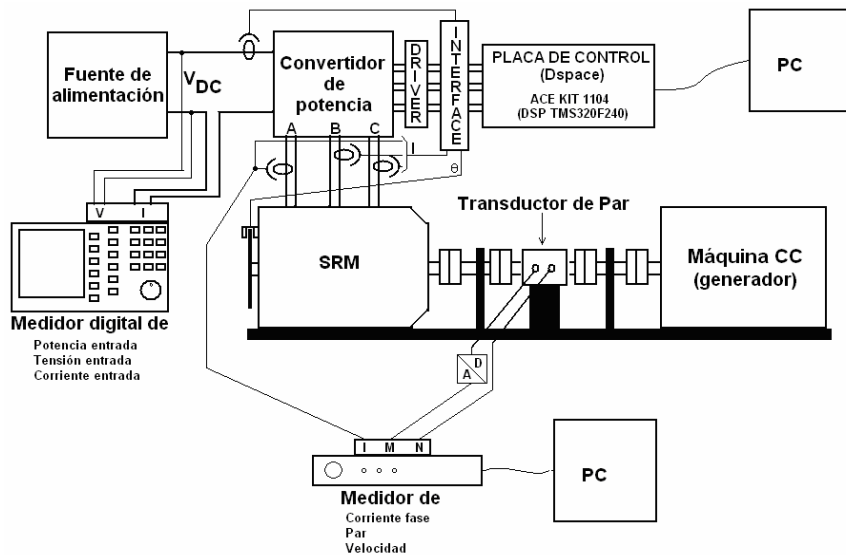 Fuente de
alimentación
V DC
Convertidor
de
potencia
A B C
DRIVER
INTERFACE
PLACA DE CONTROL
(Dspace)
ACE KIT 1104
(DSP TMS320F240)
PC
I
θ
V I
Medidor digital de
Potencia entrada
Tensión entrada
Corriente entrada
SRM
Transductor de Par
Máquina CC
(generador)
D
A
I M N
Medidor de
Corriente fase
Par
Velocidad
PC